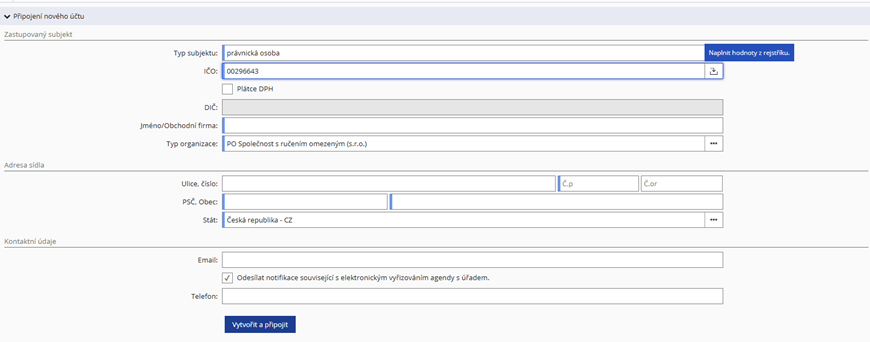 Připojení nového účtu
Zastupovaný subjekt
Typ subjektu: právnická osoba
Naplnit hodnoty z rejstříku.
IČO: 00296643
Plátce DPH
DIČ:
Jméno/Obchodní firma:
Typ organizace: PO Společnost s ručením omezeným (s.r.o.)
Adresa sídla
Ulice, číslo: Č.p Č.or
PSČ, Obec:
Stát: Česká republika - CZ
Kontaktní údaje
Email:
Odesílat notifikace související s elektronickým vyřizováním agendy s úřadem.
Telefon:
Vytvořit a připojit